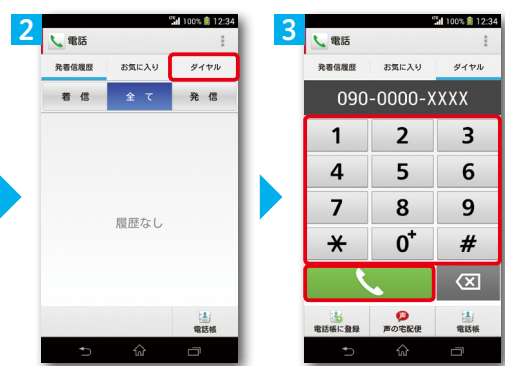 2
LTE 100% 12:34
電話
発着信履歴 お気に入り ダイヤル
着 信 全 て 発 信
履歴なし
電話帳
3
LTE 100% 12:34
電話
発着信履歴 お気に入り ダイヤル
090-0000-XXXX
1 2 3
4 5 6
7 8 9
* 0+ #
電話帳に登録 声の宅配便 電話帳